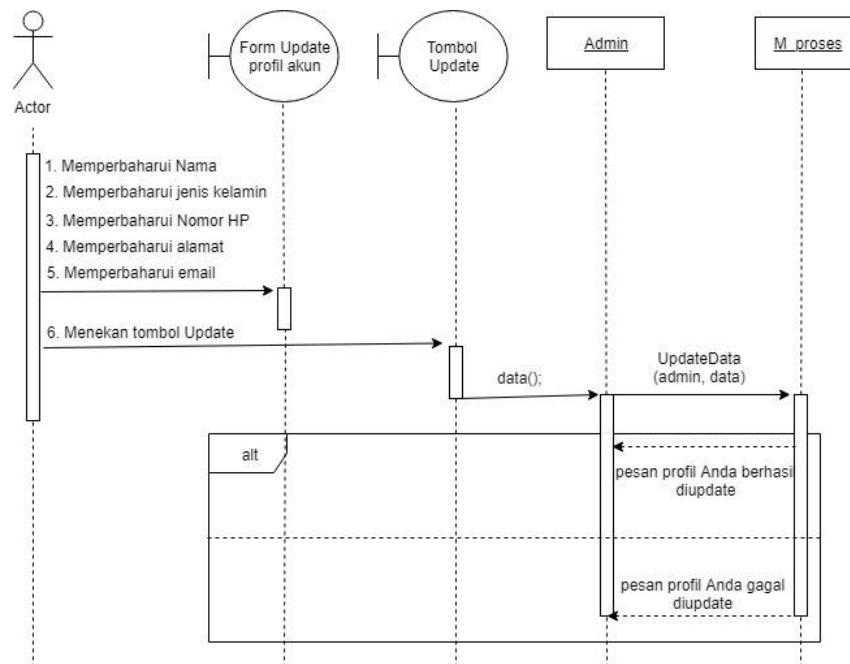 Form Update
profil akun
Tombol
Update
Admin
M_proses
Actor
1. Memperbaharui Nama
2. Memperbaharui jenis kelamin
3. Memperbaharui Nomor HP
4. Memperbaharui alamat
5. Memperbaharui email
6. Menekan tombol Update
data();
UpdateData
(admin, data)
alt
pesan profil Anda berhasi
diupdate
pesan profil Anda gagal
diupdate